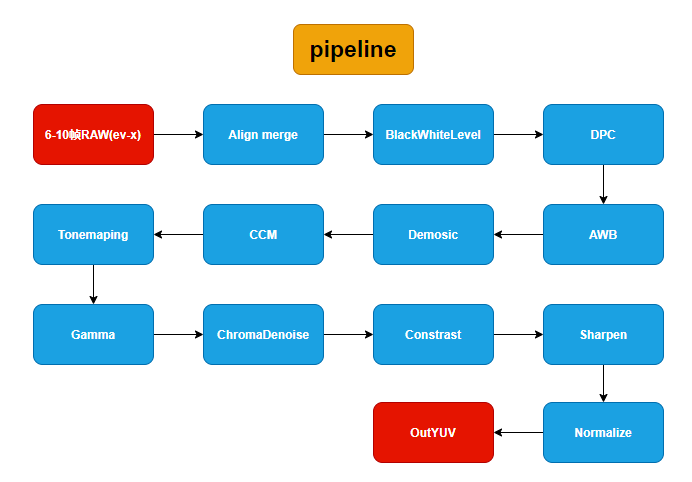 pipeline
6-10帧RAW(ev-x)
Align merge
BlackWhiteLevel
DPC
AWB
Demosic
CCM
Tonemaping
Gamma
ChromaDenoise
Constrast
Sharpen
Normalize
OutYUV